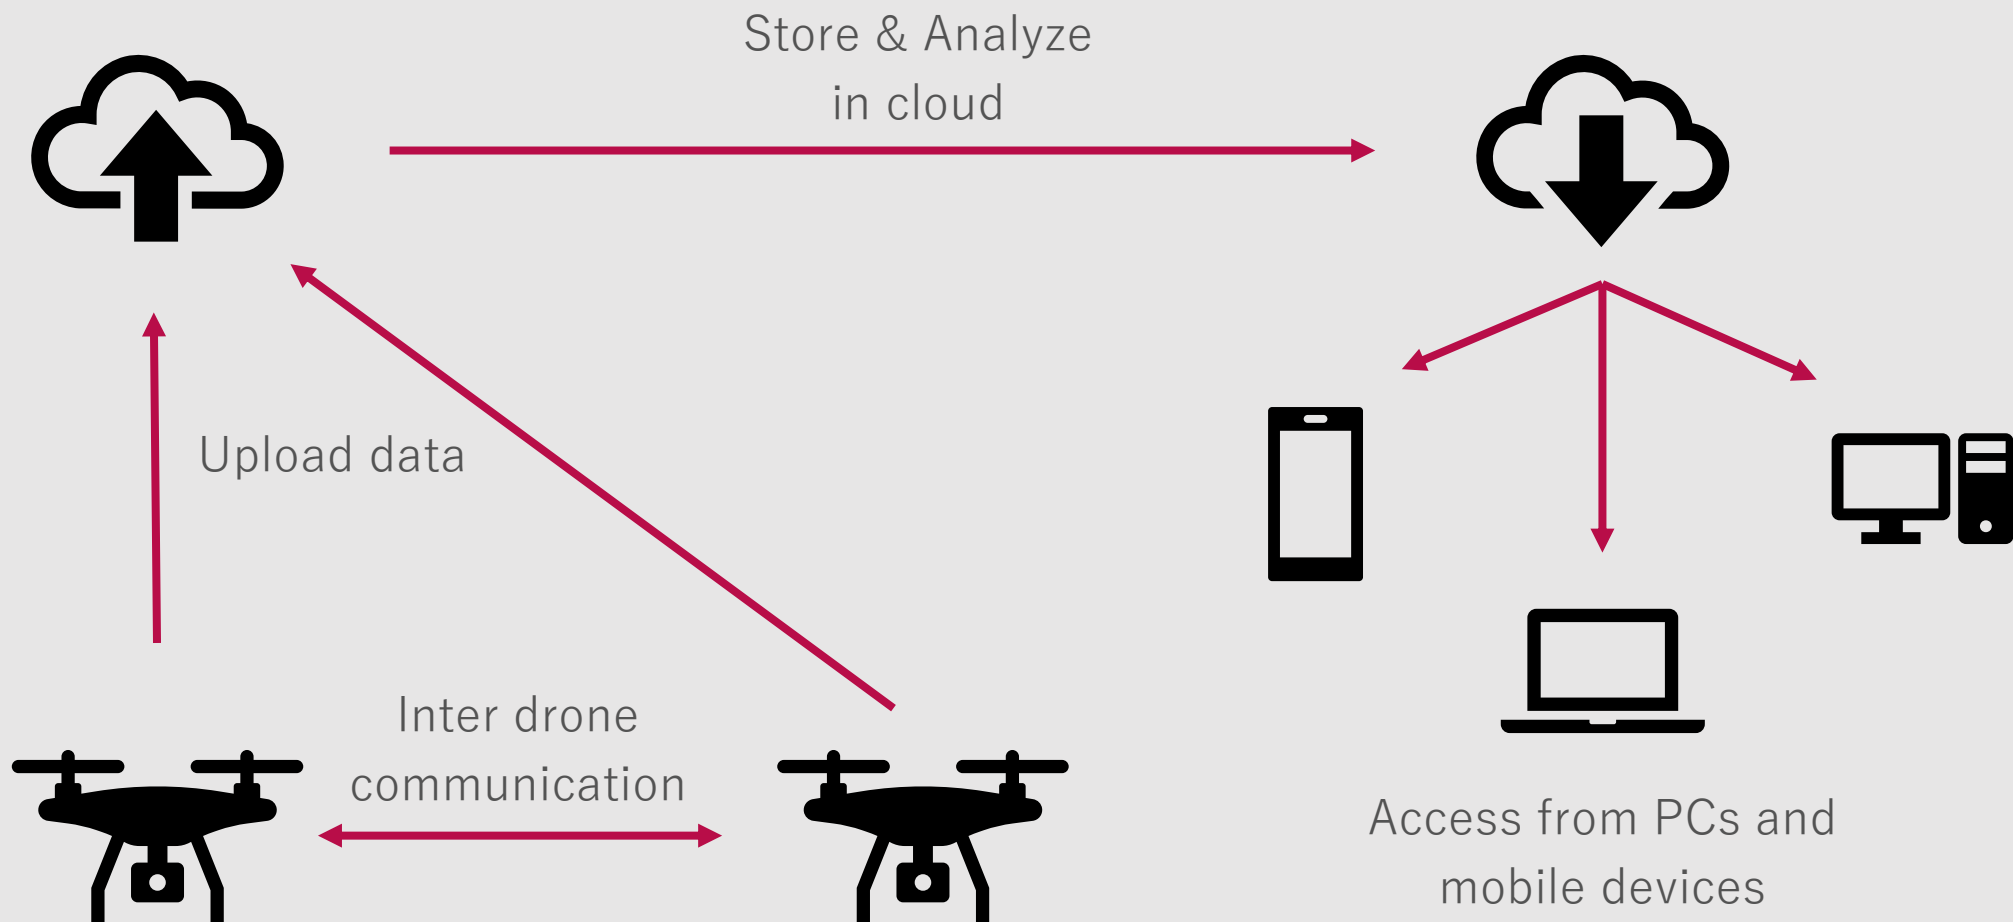 Store & Analyze
in cloud
Upload data
Inter drone
communication
Access from PCs and
mobile devices